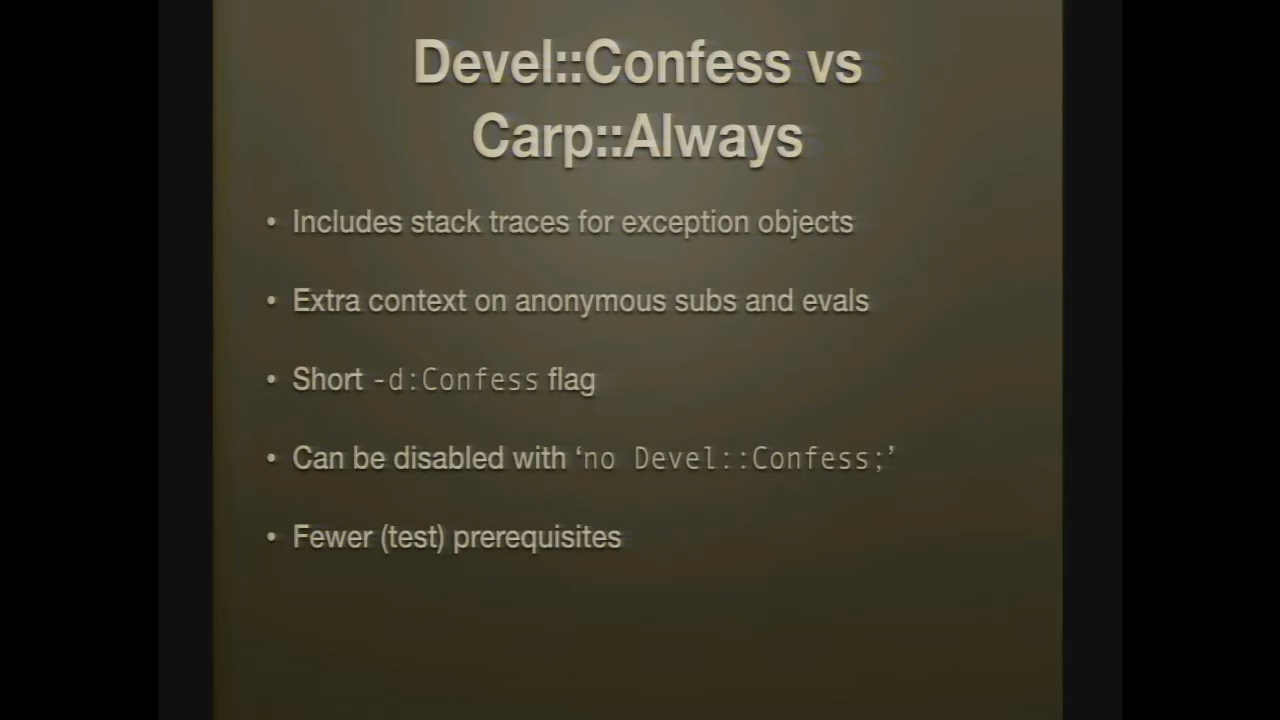 Devel::Confess vs
Carp::Always
• Includes stack traces for exception objects
• Extra context on anonymous subs and evals
• Short -d:Confess flag
• Can be disabled with ‘no Devel::Confess;’
• Fewer (test) prerequisites